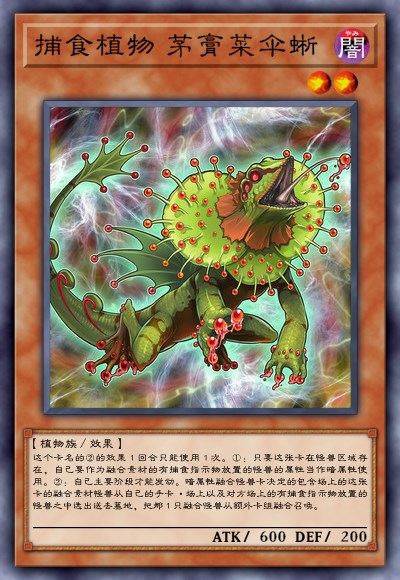 捕食植物 茅膏菜伞蜥
やみ
闇
【植物族/效果】
这个卡名的②的效果1回合只能使用1次。①：只要这张卡在怪兽区域存
在，自己要作为融合素材的有捕食指示物放置的怪兽的属性当作暗属性使
用。②：自己主要阶段才能发动。暗属性融合怪兽卡决定的包含场上的这张
卡的融合素材怪兽从自己的手卡·场上以及对方场上的有捕食指示物放置的
怪兽之中选出送去墓地，把那1只融合怪兽从额外卡组融合召唤。
ATK/ 600 DEF/ 200